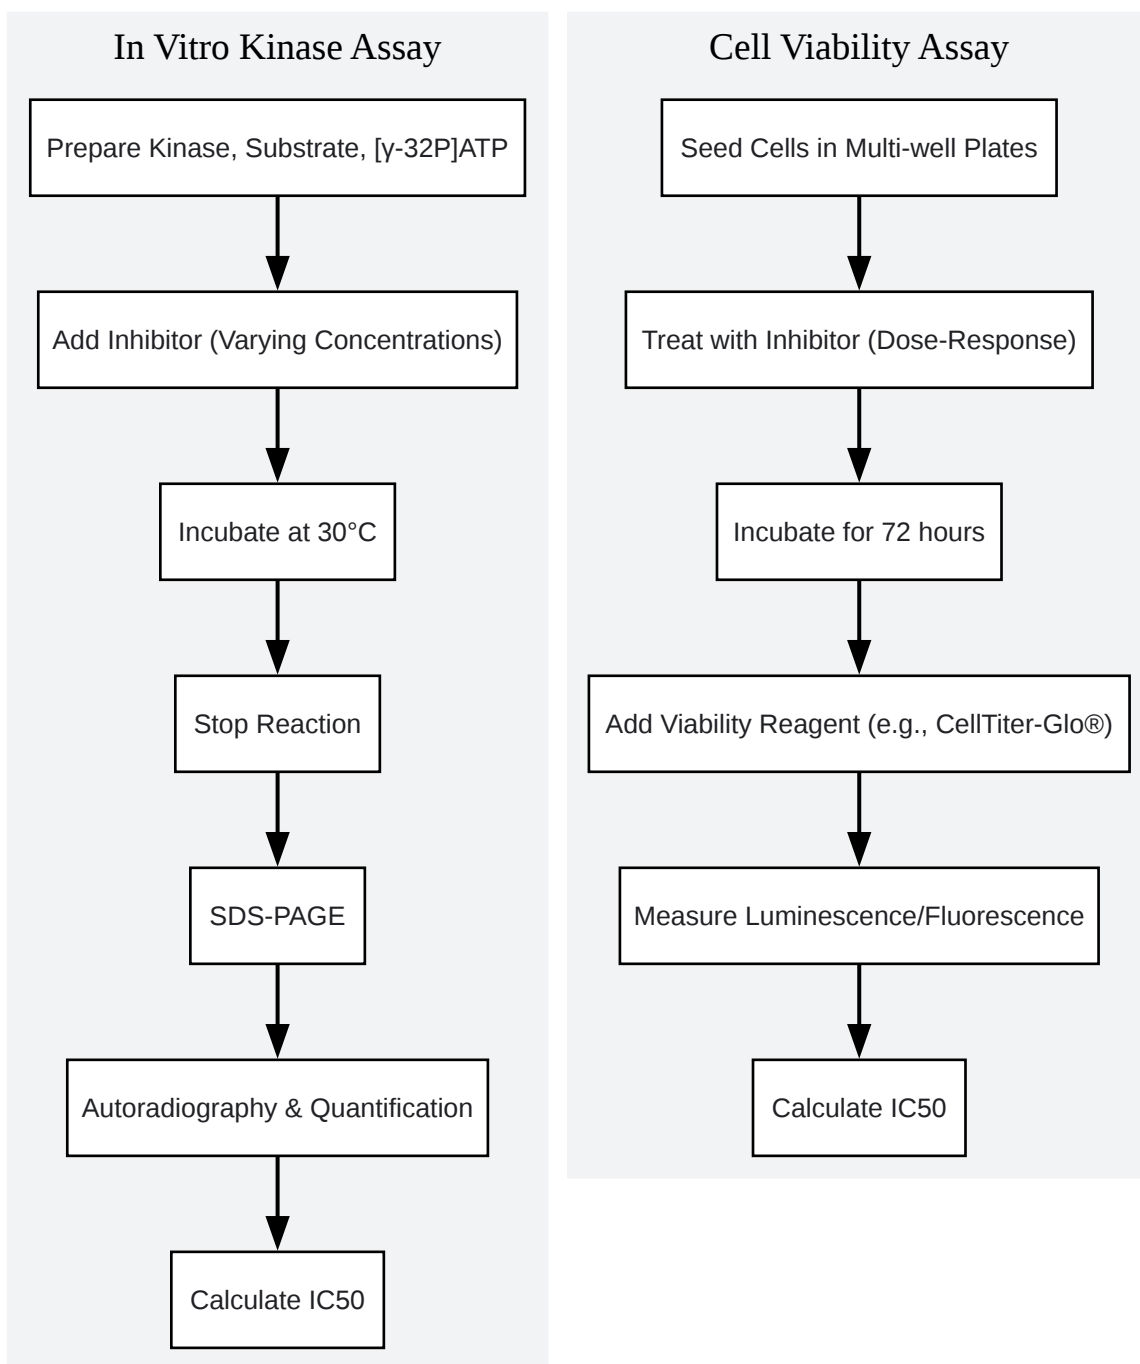 In Vitro Kinase Assay
Prepare Kinase, Substrate, [γ-32P]ATP
Add Inhibitor (Varying Concentrations)
Incubate at 30°C
Stop Reaction
SDS-PAGE
Autoradiography & Quantification
Calculate IC50
Cell Viability Assay
Seed Cells in Multi-well Plates
Treat with Inhibitor (Dose-Response)
Incubate for 72 hours
Add Viability Reagent (e.g., CellTiter-Glo®)
Measure Luminescence/Fluorescence
Calculate IC50